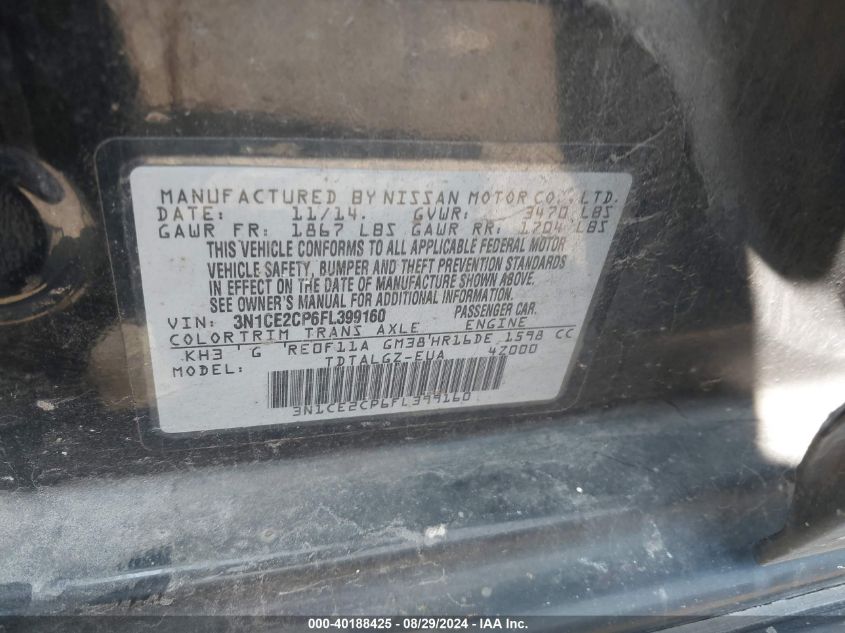 MANUFACTURED BY NISSAN MOTOR CO., LTD.
DATE: 11/14. GVWR: 3470 LBS
GAWR FR: 1867 LBS GAWR RR: 1704 LBS
THIS VEHICLE CONFORMS TO ALL APPLICABLE FEDERAL MOTOR
VEHICLE SAFETY, BUMPER AND THEFT PREVENTION STANDARDS
IN EFFECT ON THE DATE OF MANUFACTURE SHOWN ABOVE.
SEE OWNER'S MANUAL FOR ADDITIONAL INFORMATION.
VIN: 3N1CE2CP6FL399160 PASSENGER CAR.
COLOR TRIM TRANS AXLE ENGINE
KH3 G RE0F11A GM38 HR16DE 1598 CC
MODEL: TDTALGZ-EUA 4Z000
3N1CE2CP6FL399160
000-40188425 - 08/29/2024 - IAA Inc.